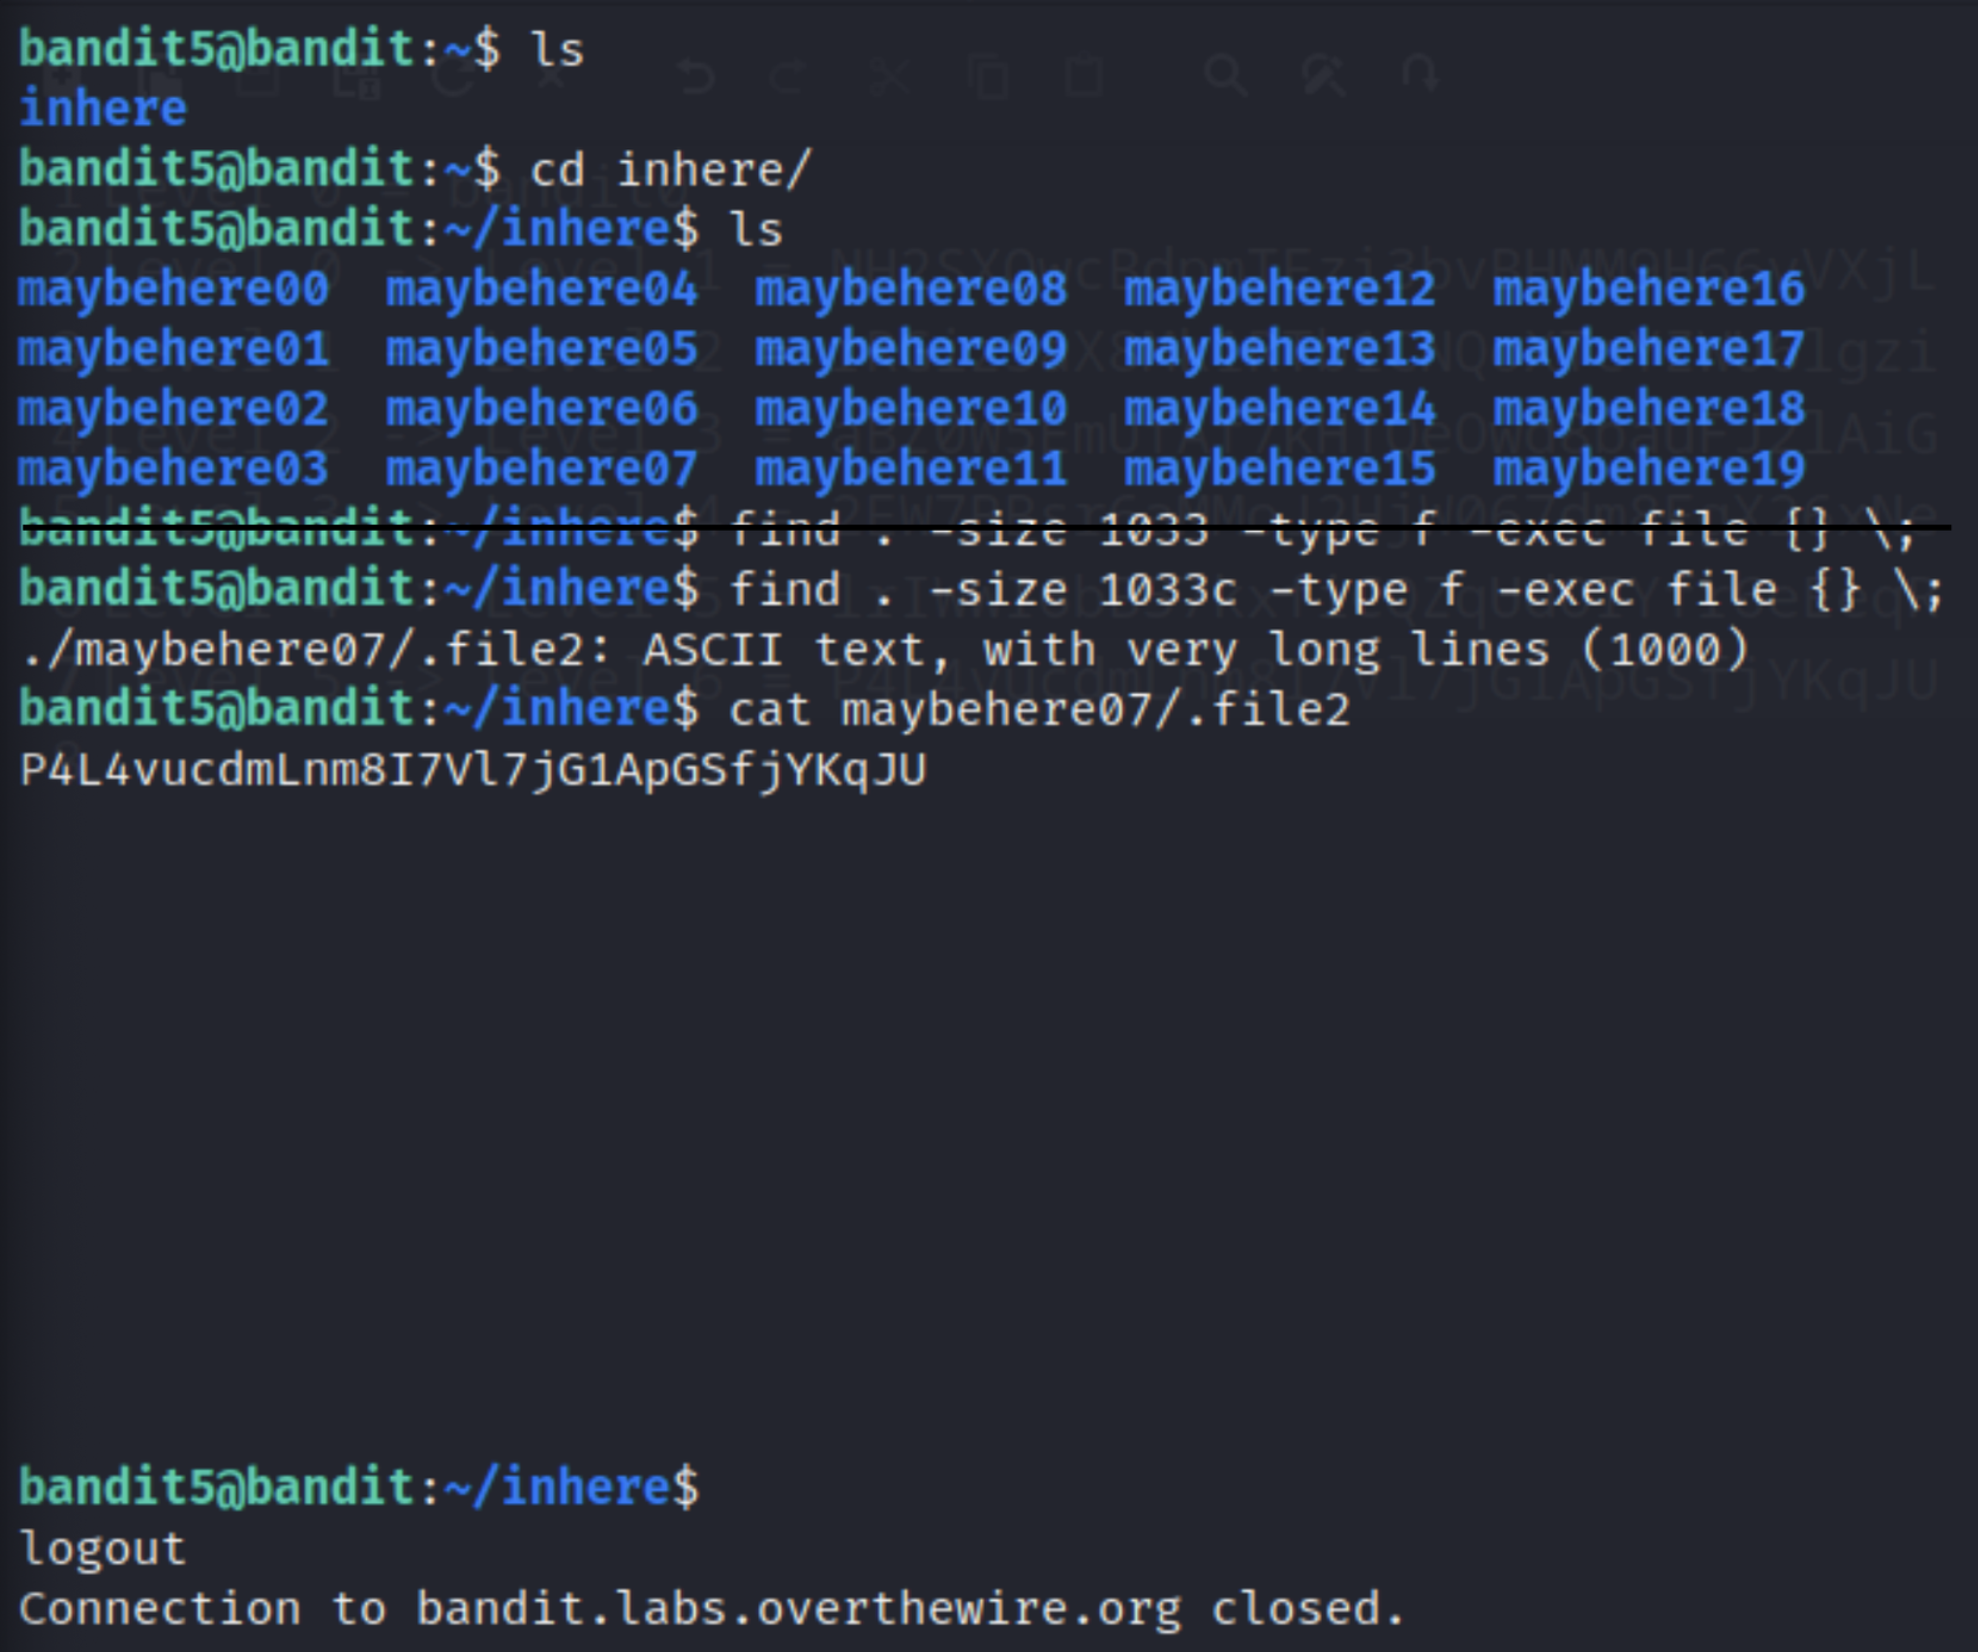 bandit5@bandit:~$ ls
inhere
bandit5@bandit:~$ cd inhere/
bandit5@bandit:~/inhere$ ls
maybehere00 maybehere04 maybehere08 maybehere12 maybehere16
maybehere01 maybehere05 maybehere09 maybehere13 maybehere17
maybehere02 maybehere06 maybehere10 maybehere14 maybehere18
maybehere03 maybehere07 maybehere11 maybehere15 maybehere19
bandit5@bandit:~/inhere$ find . -size 1033 -type f -exec file {} \;
bandit5@bandit:~/inhere$ find . -size 1033c -type f -exec file {} \;
./maybehere07/.file2: ASCII text, with very long lines (1000)
bandit5@bandit:~/inhere$ cat maybehere07/.file2
P4L4vucdmLnm8I7Vl7jG1ApGSfjYKqJU
bandit5@bandit:~/inhere$
logout
Connection to bandit.labs.overthewire.org closed.